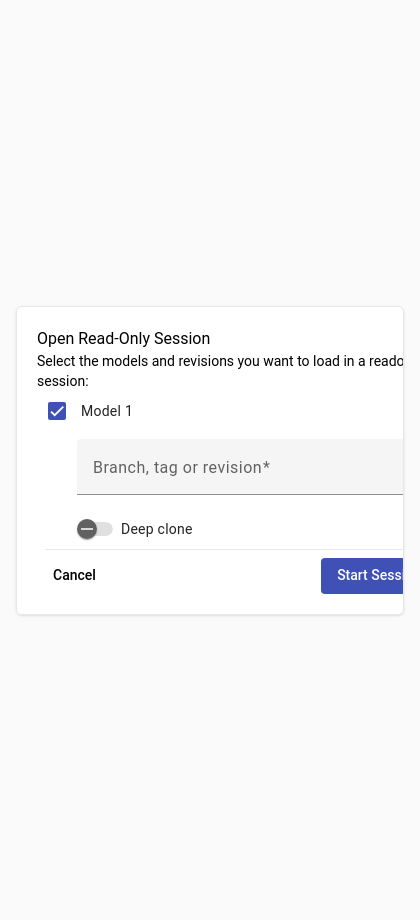 Open Read-Only Session
Select the models and revisions you want to load in a reado
session:
Model 1
Branch, tag or revision*
Deep clone
Cancel
Start Sessi